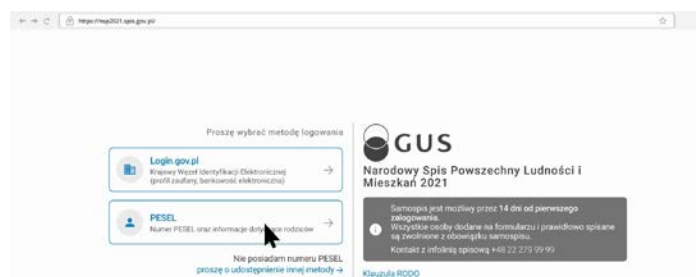 https://nsp2021.spis.gov.pl/
Proszę wybrać metodę logowania
Login.gov.pl
Krajowy Węzeł Identyfikacji Elektronicznej
(profil zaufany, bankowość elektroniczna)
PESEL
Numer PESEL oraz informacje dotyczące rodziców
Nie posiadam numeru PESEL
proszę o udostępnienie innej metody →
GUS
Narodowy Spis Powszechny Ludności i
Mieszkań 2021
Samospis jest możliwy przez 14 dni od pierwszego
zalogowania.
Wszystkie osoby dodane na formularzu i prawidłowo spisane
są zwolnione z obowiązku samospisu.
Kontakt z infolinią spisową +48 22 279 99 99
Klauzula RODO